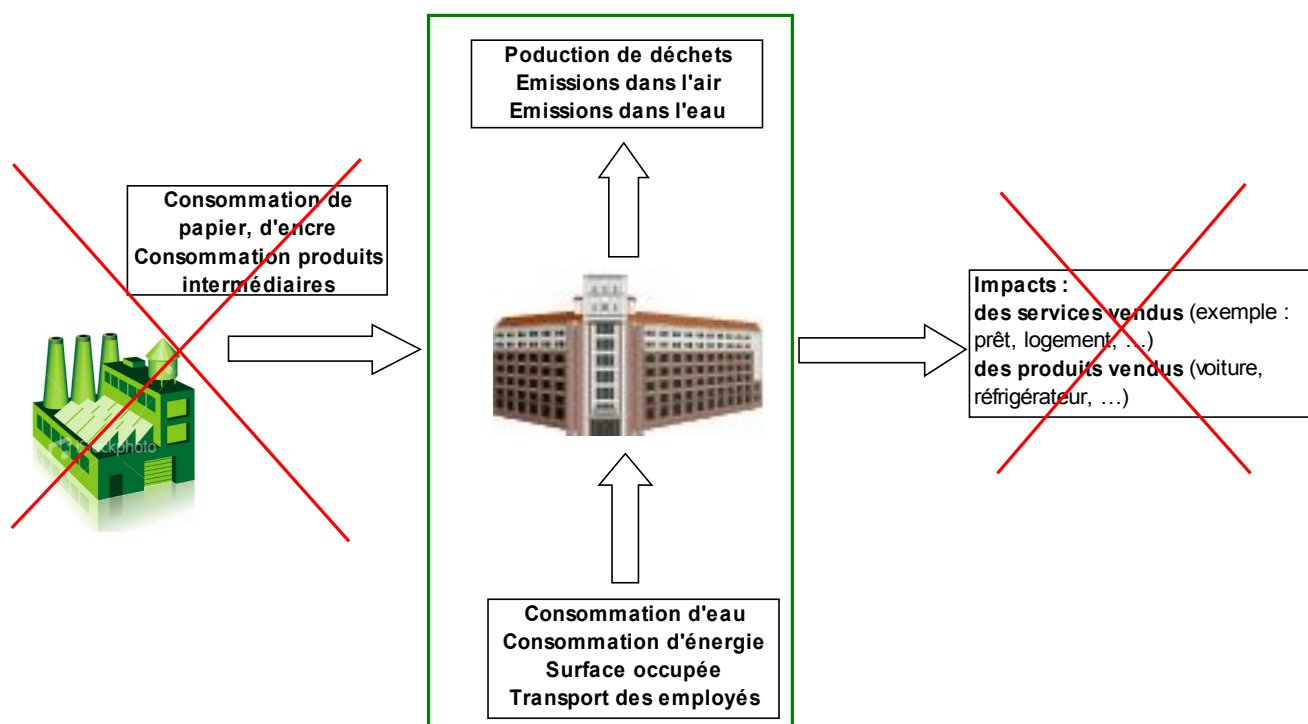 Poduction de déchets
Emissions dans l'air
Emissions dans l'eau
Consommation de
papier, d'encre
Consommation produits
intermédiaires
Impacts :
des services vendus (exemple :
prêt, logement, …)
des produits vendus (voiture,
réfrigérateur, …)
Consommation d'eau
Consommation d'énergie
Surface occupée
Transport des employés